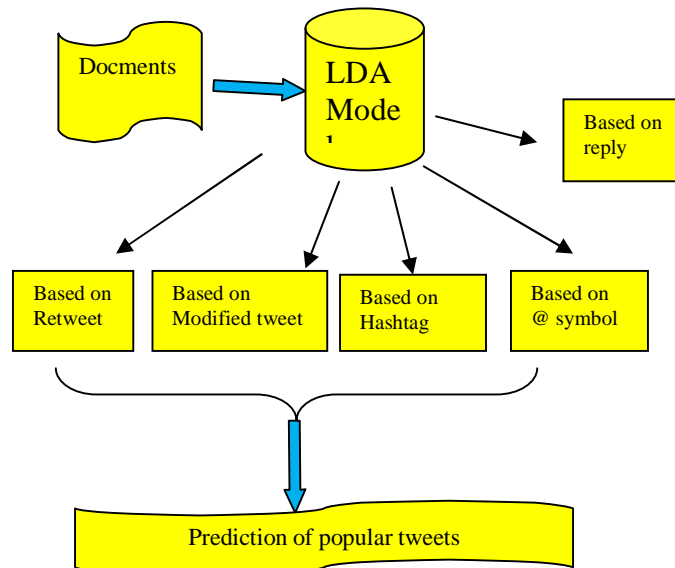 Docments
LDA
Mode
l
Based on
reply
Based on
Retweet
Based on
Modified tweet
Based on
Hashtag
Based on
@ symbol
Prediction of popular tweets